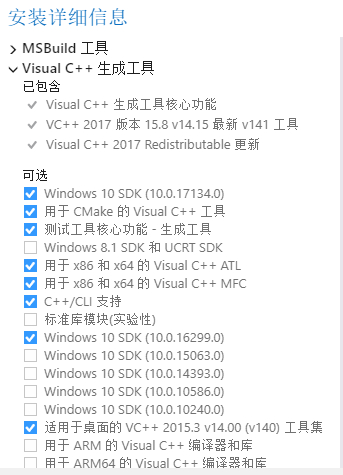 安装详细信息
MSBuild 工具
Visual C++ 生成工具
已包含
Visual C++ 生成工具核心功能
VC++ 2017 版本 15.8 v14.15 最新 v141 工具
Visual C++ 2017 Redistributable 更新
可选
Windows 10 SDK (10.0.17134.0)
用于 CMake 的 Visual C++ 工具
测试工具核心功能 - 生成工具
Windows 8.1 SDK 和 UCRT SDK
用于 x86 和 x64 的 Visual C++ ATL
用于 x86 和 x64 的 Visual C++ MFC
C++/CLI 支持
标准库模块(实验性)
Windows 10 SDK (10.0.16299.0)
Windows 10 SDK (10.0.15063.0)
Windows 10 SDK (10.0.14393.0)
Windows 10 SDK (10.0.10586.0)
Windows 10 SDK (10.0.10240.0)
适用于桌面的 VC++ 2015.3 v14.00 (v140) 工具集
用于 ARM 的 Visual C++ 编译器和库
用于 ARM64 的 Visual C++ 编译器和库